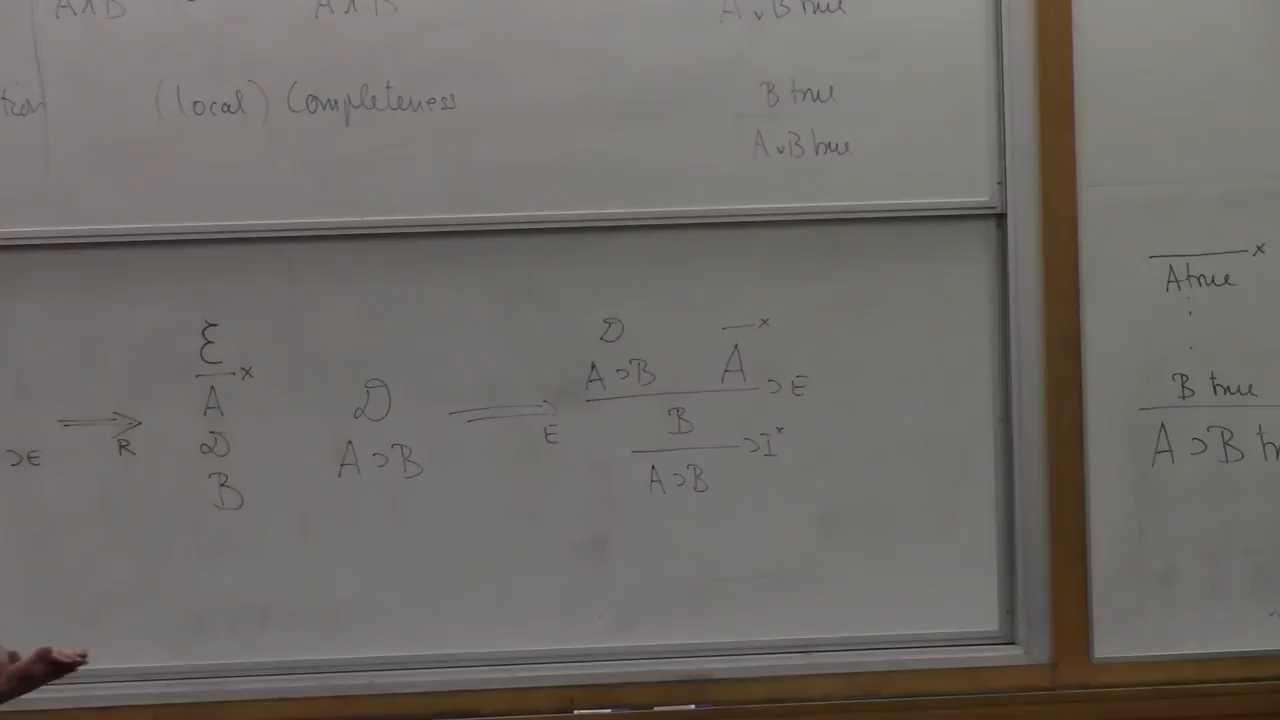 A∧B A∧B A∨B true
(local) Completeness
B true
A∨B true
ℰ
A x
𝒟
B
⊃E ⟹R
𝒟
A⊃B
⟹E
𝒟
A⊃B A x
⊃E
B
⊃I x
A⊃B
x
A true
⋮
B true
A⊃B